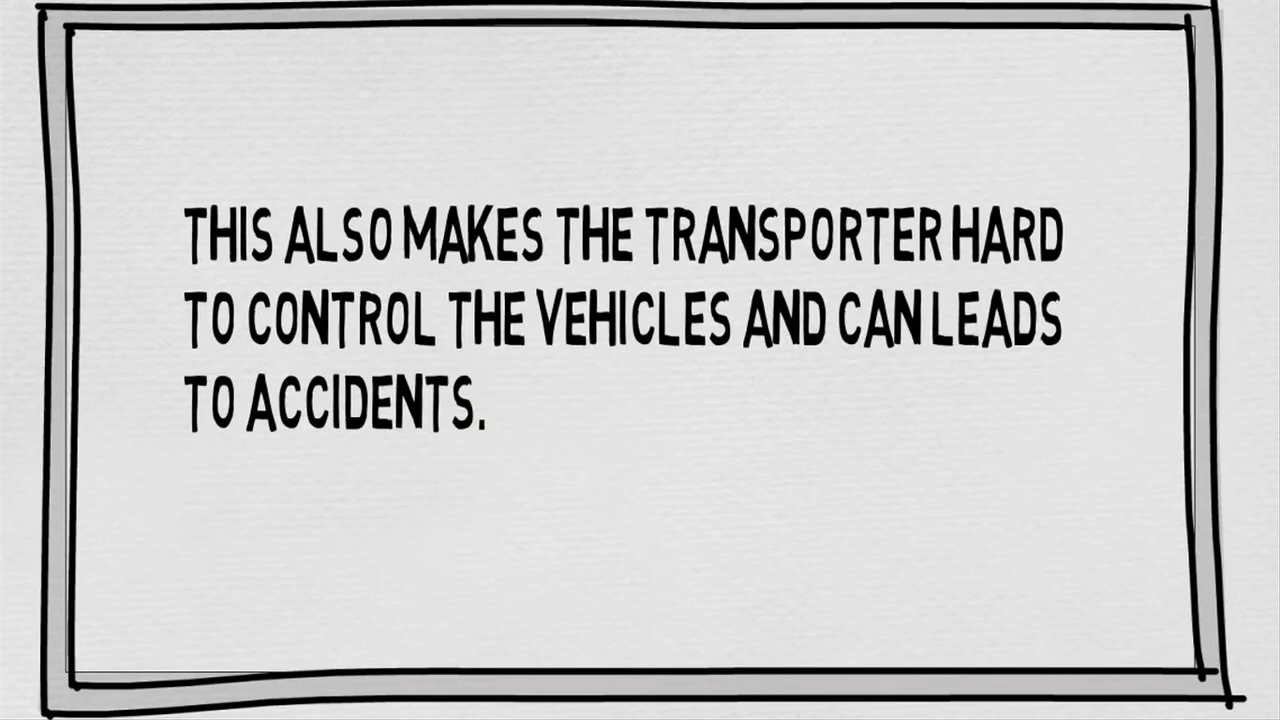 THIS ALSO MAKES THE TRANSPORTER HARD
TO CONTROL THE VEHICLES AND CAN LEADS
TO ACCIDENTS.